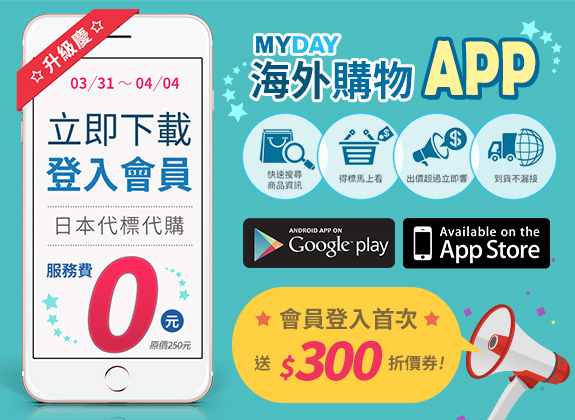 ☆升級慶☆
03/31～04/04
立即下載
登入會員
日本代標代購
服務費
0元
原價250元
MYDAY
海外購物 APP
快速搜尋
商品資訊
得標馬上看
出價超過立即響
到貨不漏接
ANDROID APP ON
Google play
Available on the
App Store
★ 會員登入首次 ★
送 $300 折價券!